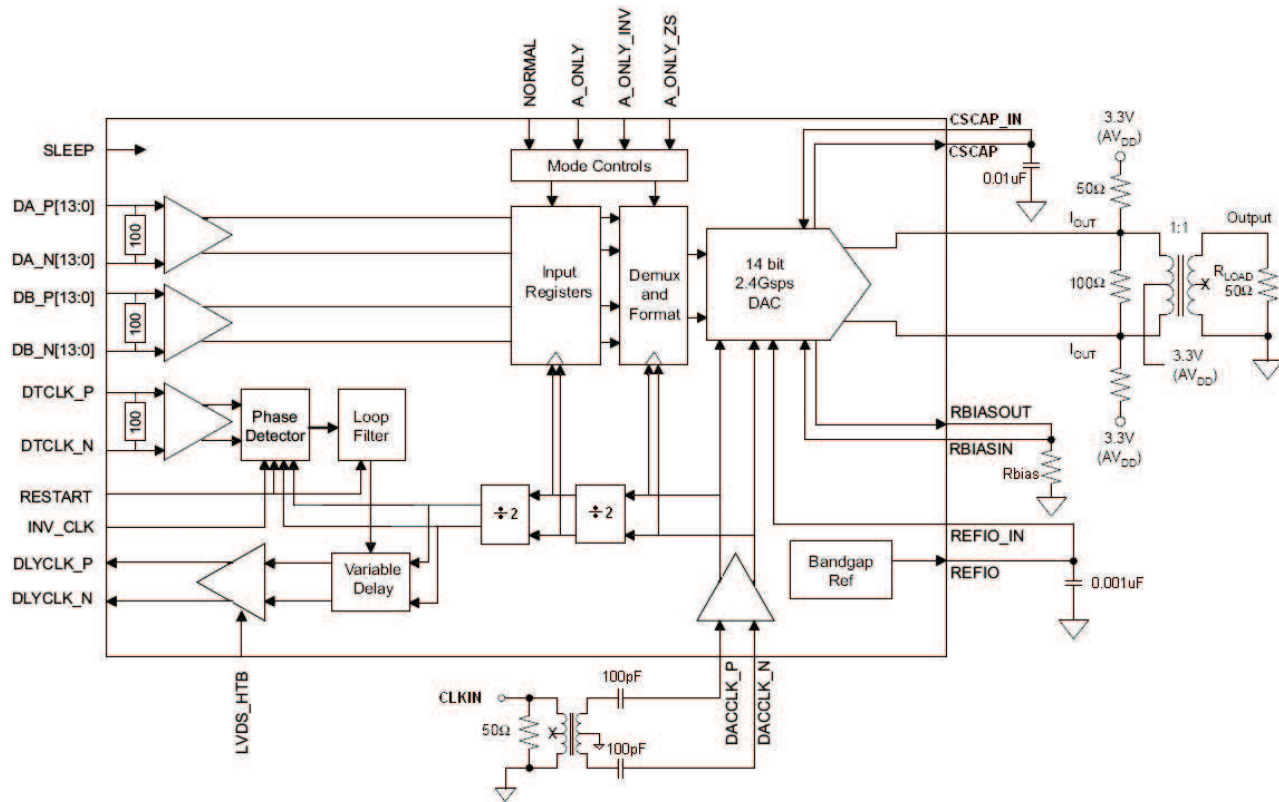 NORMAL
A_ONLY
A_ONLY_INV
A_ONLY_ZS
SLEEP
Mode Controls
CSCAP_IN
CSCAP
0.01uF
3.3V
(AVDD)
50Ω
DA_P[13:0]
100
DA_N[13:0]
DB_P[13:0]
100
DB_N[13:0]
Input
Registers
Demux
and
Format
14 bit
2.4Gsps
DAC
IOUT
1:1
Output
100Ω
RLOAD
50Ω
IOUT
3.3V
(AVDD)
3.3V
(AVDD)
DTCLK_P
100
DTCLK_N
Phase
Detector
Loop
Filter
RBIASOUT
RBIASIN
Rbias
RESTART
INV_CLK
÷2
÷2
DLYCLK_P
DLYCLK_N
Variable
Delay
Bandgap
Ref
REFIO_IN
REFIO
0.001uF
LVDS_HTB
CLKIN
50Ω
100pF
100pF
DACCLK_P
DACCLK_N